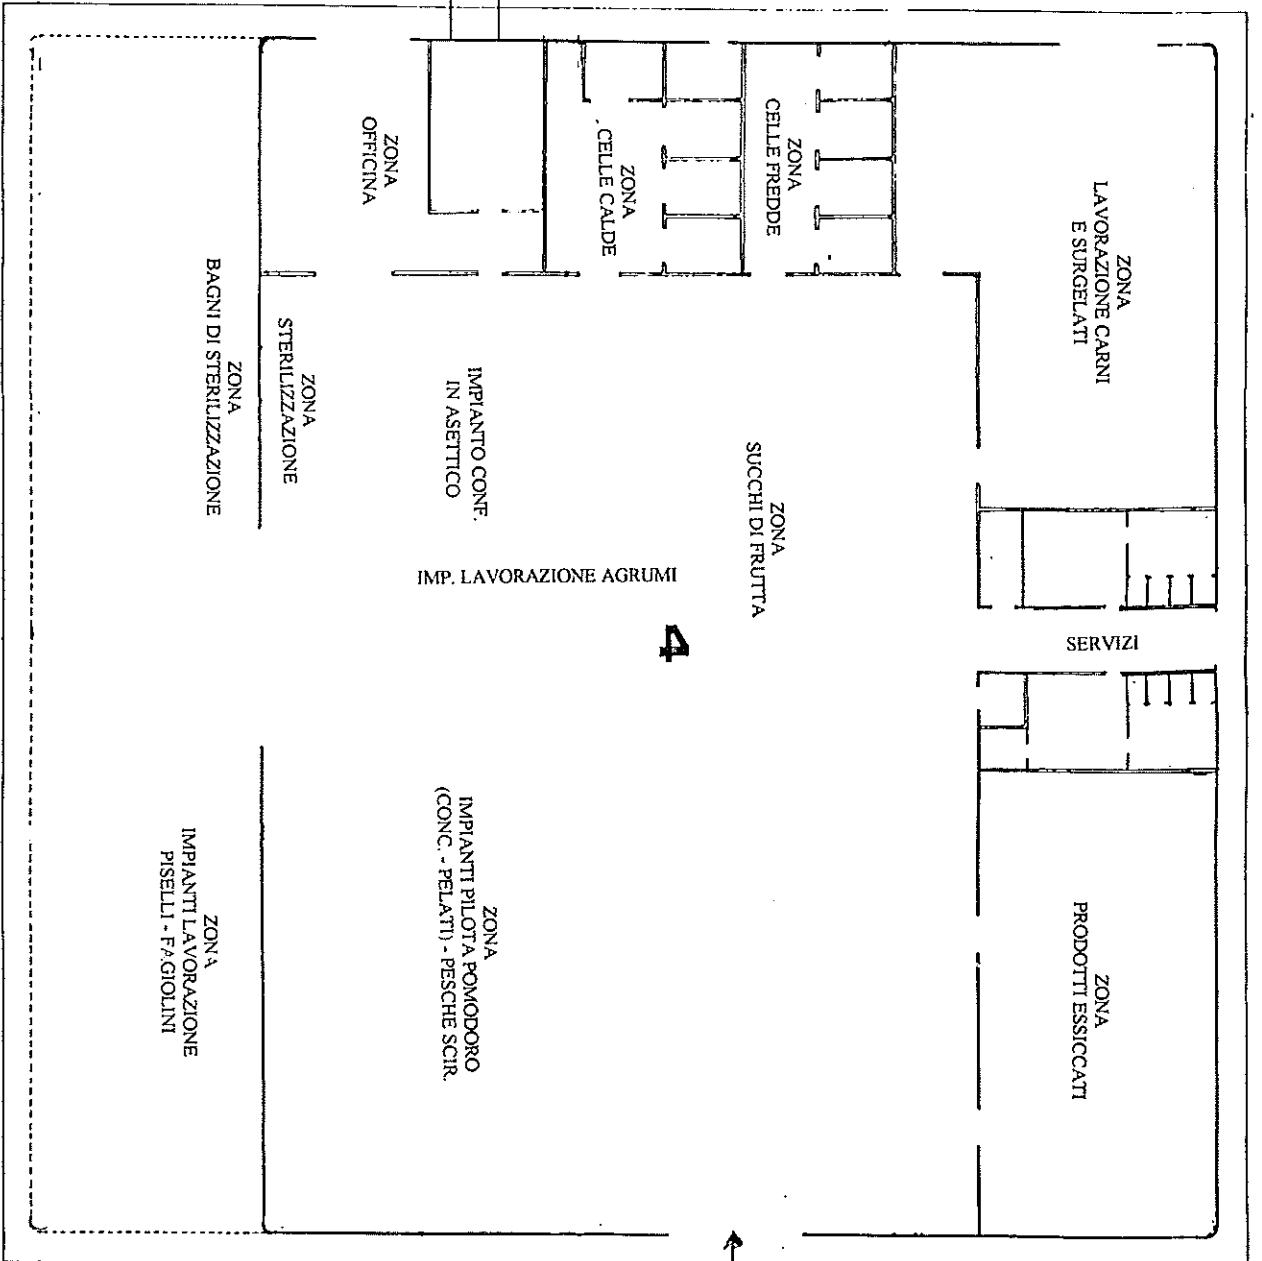 ZONA
OFFICINA
ZONA
CELLE CALDE
ZONA
CELLE FREDDE
ZONA
LAVORAZIONE CARNI
E SURGELATI
ZONA
BAGNI DI STERILIZZAZIONE
ZONA
STERILIZZAZIONE
IMPIANTO CONF.
IN ASETTICO
ZONA
SUCCHI DI FRUTTA
IMP. LAVORAZIONE AGRUMI
4
SERVIZI
ZONA
IMPIANTI LAVORAZIONE
PISELLI - FAGIOLINI
ZONA
IMPIANTI PILOTA POMODORO
(CONC. - PELATI) - PESCHE SCIR.
ZONA
PRODOTTI ESSICCATI